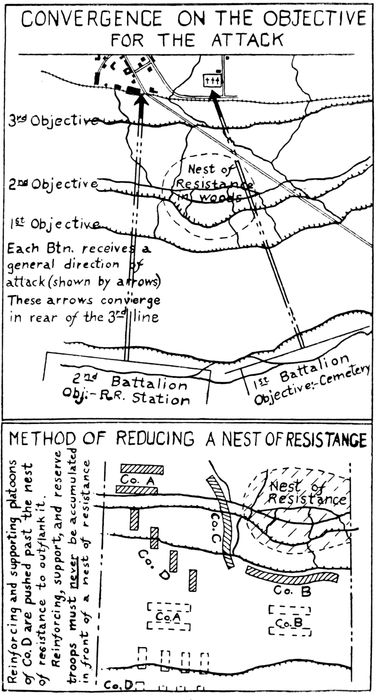 CONVERGENCE ON THE OBJECTIVE
FOR THE ATTACK
3rd Objective
Nest of
Resistance
in woods
2nd Objective
1st Objective
Each Btn. receives a
general direction of
attack (shown by arrows)
These arrows converge
in rear of the 3rd line
2nd Battalion
Obj:- R.R. Station
1st Battalion
Objective:- Cemetery
METHOD OF REDUCING A NEST OF RESISTANCE
Reinforcing and supporting platoons
of Co. D are pushed past the nest
of resistance to outflank it.
Reinforcing, support, and reserve
troops must never be accumulated
in front of a nest of resistance
Co. A
Co. C
Nest of
Resistance
Co. D
Co. B
Co. A
Co. B
Co. D